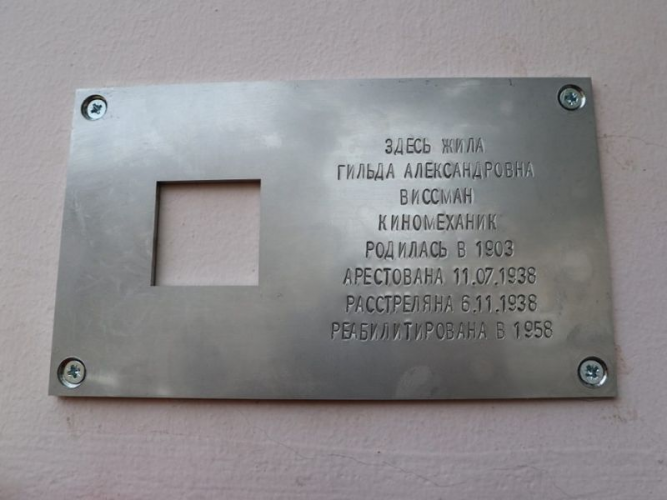 ЗДЕСЬ ЖИЛА
ГИЛЬДА АЛЕКСАНДРОВНА
ВИССМАН
КИНОМЕХАНИК
РОДИЛАСЬ В 1903
АРЕСТОВАНА 11.07.1938
РАССТРЕЛЯНА 6.11.1938
РЕАБИЛИТИРОВАНА В 1958